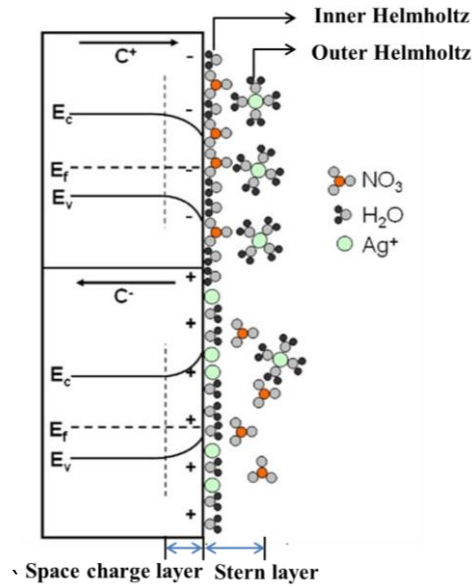 Inner Helmholtz
C⁺
-
Outer Helmholtz
-
Ec
Ef
-
NO₃
Ev
-
H₂O
Ag⁺
+
C⁻
+
Ec
+
Ef
+
Ev
+
+
` Space charge layer Stern layer